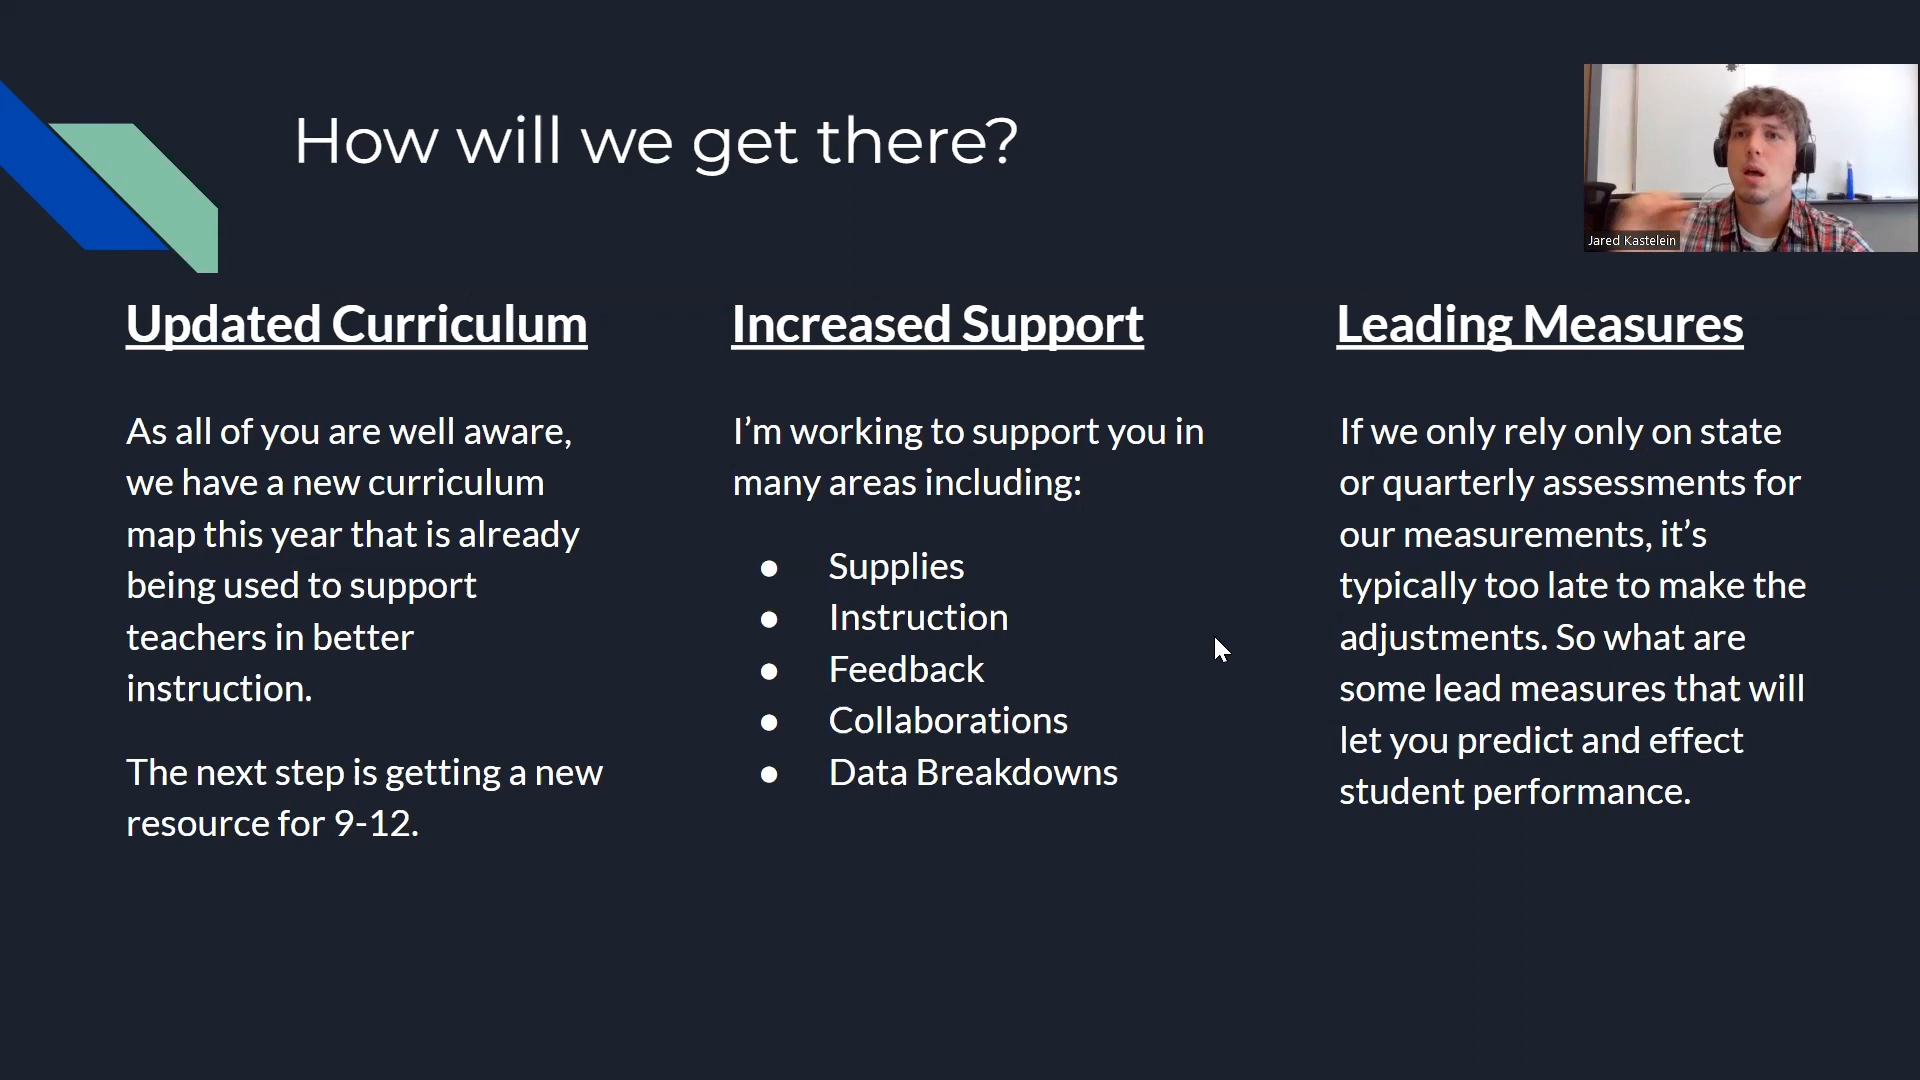 How will we get there?
Jared Kastelein
Updated Curriculum
As all of you are well aware,
we have a new curriculum
map this year that is already
being used to support
teachers in better
instruction.
The next step is getting a new
resource for 9-12.
Increased Support
I’m working to support you in
many areas including:
● Supplies
● Instruction
● Feedback
● Collaborations
● Data Breakdowns
Leading Measures
If we only rely only on state
or quarterly assessments for
our measurements, it’s
typically too late to make the
adjustments. So what are
some lead measures that will
let you predict and effect
student performance.